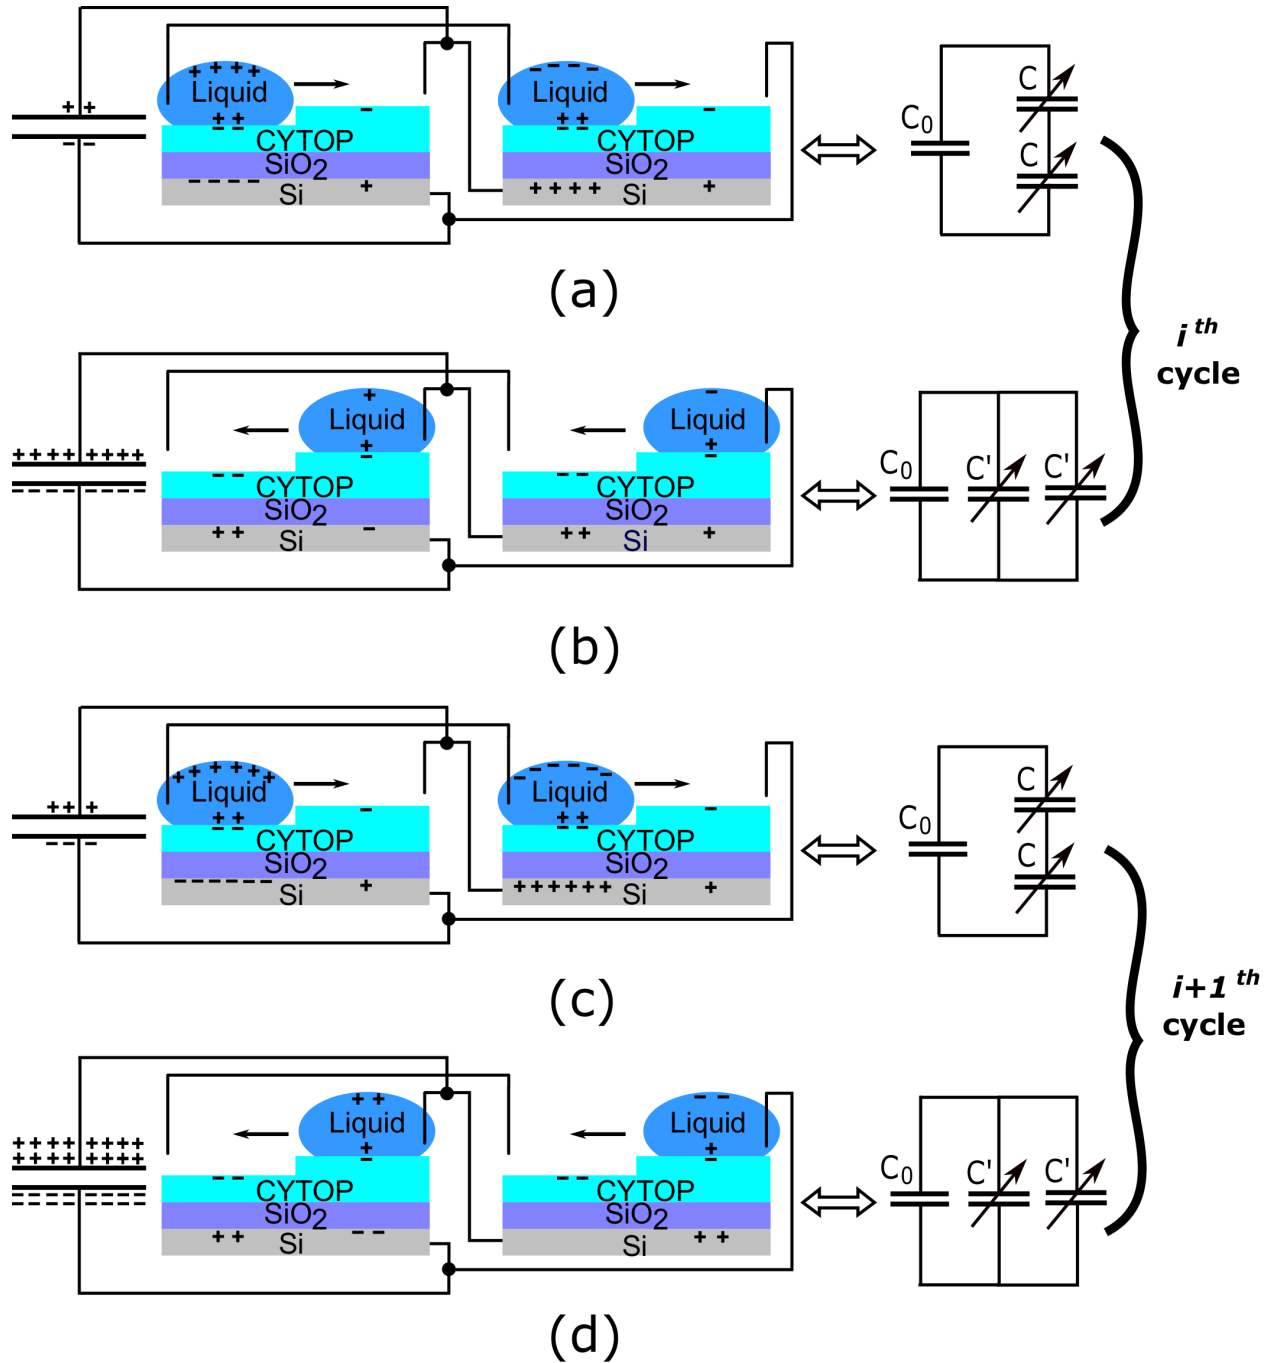 Liquid
Liquid
CYTOP
CYTOP
SiO2
SiO2
Si
Si
C0
C
C
(a)
i th
cycle
Liquid
Liquid
CYTOP
CYTOP
SiO2
SiO2
Si
Si
C0
C'
C'
(b)
Liquid
Liquid
CYTOP
CYTOP
SiO2
SiO2
Si
Si
C0
C
C
(c)
i+1 th
cycle
Liquid
Liquid
CYTOP
CYTOP
SiO2
SiO2
Si
Si
C0
C'
C'
(d)